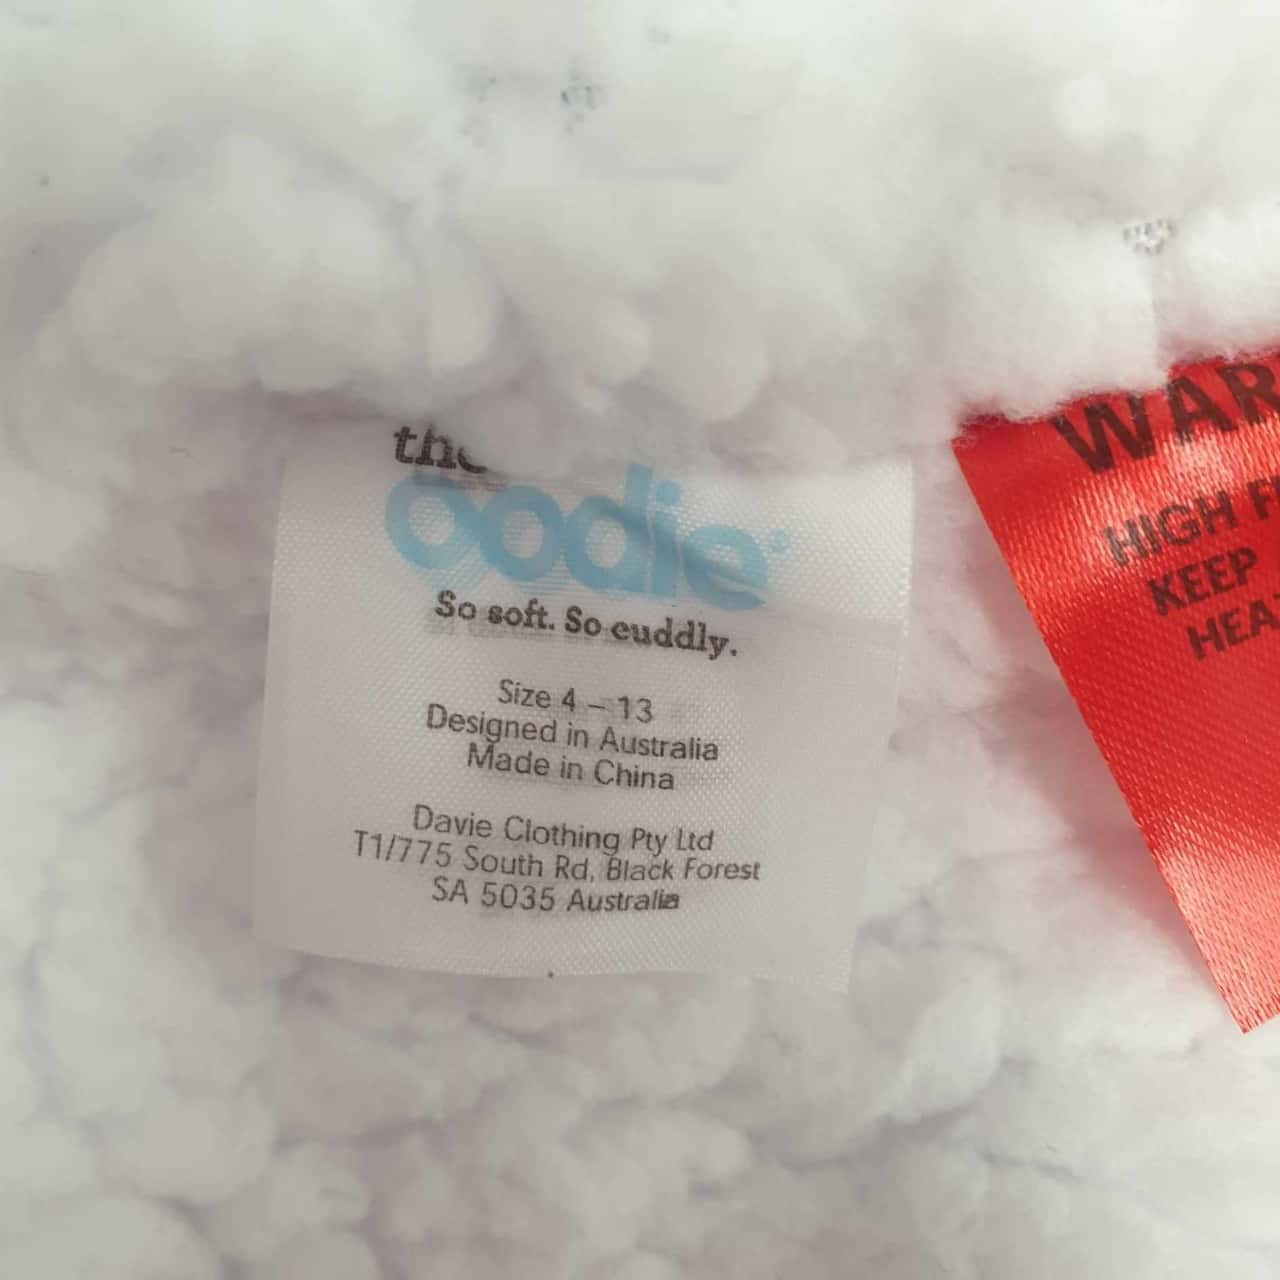 the
oodie®
So soft. So cuddly.
Size 4 – 13
Designed in Australia
Made in China
Davie Clothing Pty Ltd
T1/775 South Rd, Black Forest
SA 5035 Australia
WAR
HIGH F
KEEP
HEA